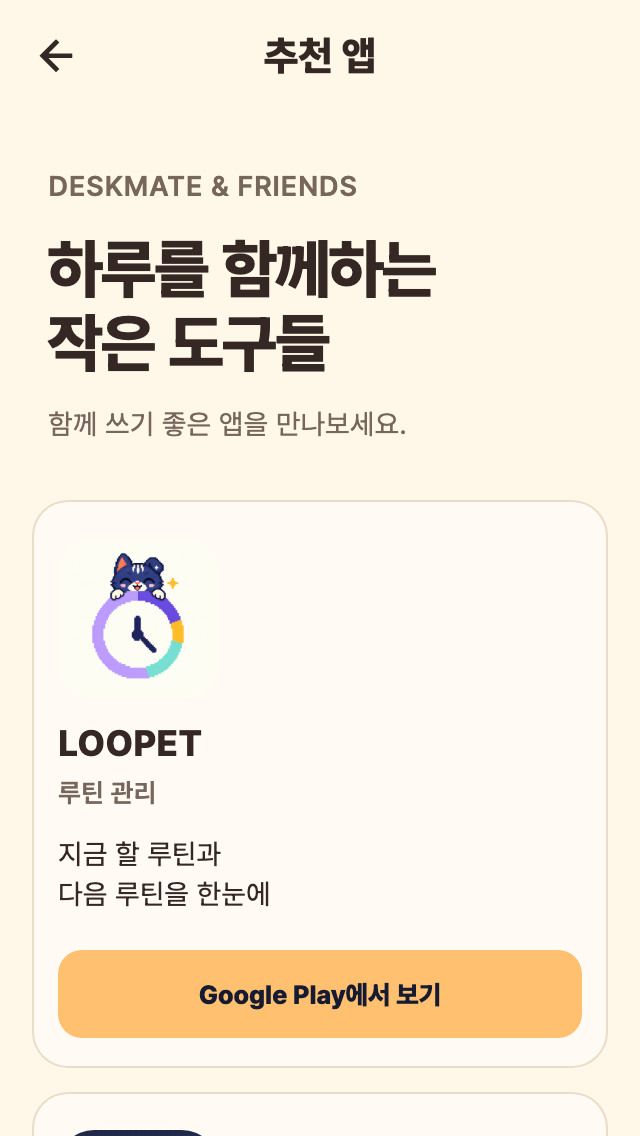 추천 앱
DESKMATE & FRIENDS
하루를 함께하는
작은 도구들
함께 쓰기 좋은 앱을 만나보세요.
LOOPET
루틴 관리
지금 할 루틴과
다음 루틴을 한눈에
Google Play에서 보기